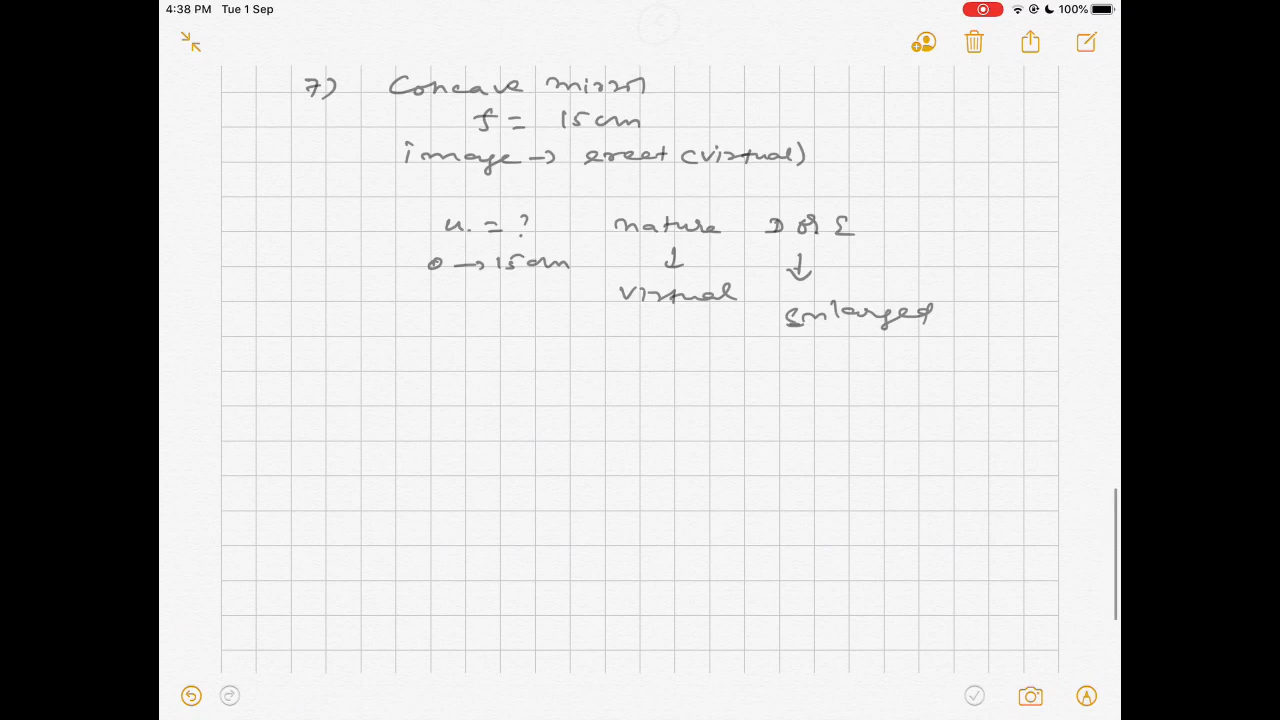 4:38 PM Tue 1 Sep 100%
7) Concave mirror
f = 15cm
image → erect (virtual)
u. = ? nature D or E
0 → 15cm ↓ ↓
virtual
Enlarged